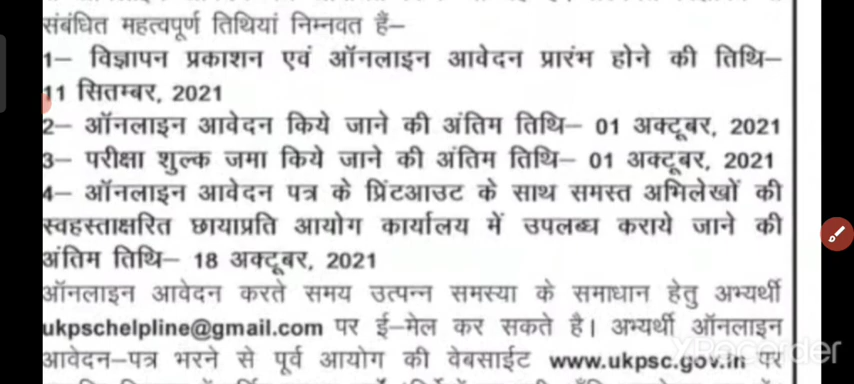 संबंधित महत्वपूर्ण तिथियां निम्नवत हैं–
1– विज्ञापन प्रकाशन एवं ऑनलाइन आवेदन प्रारंभ होने की तिथि–
11 सितम्बर, 2021
2– ऑनलाइन आवेदन किये जाने की अंतिम तिथि– 01 अक्टूबर, 2021
3– परीक्षा शुल्क जमा किये जाने की अंतिम तिथि– 01 अक्टूबर, 2021
4– ऑनलाइन आवेदन पत्र के प्रिंटआउट के साथ समस्त अभिलेखों की
स्वहस्ताक्षरित छायाप्रति आयोग कार्यालय में उपलब्ध कराये जाने की
अंतिम तिथि– 18 अक्टूबर, 2021
ऑनलाइन आवेदन करते समय उत्पन्न समस्या के समाधान हेतु अभ्यर्थी
ukpschelpline@gmail.com पर ई–मेल कर सकते है। अभ्यर्थी ऑनलाइन
आवेदन–पत्र भरने से पूर्व आयोग की वेबसाईट www.ukpsc.gov.in पर
XRecorder